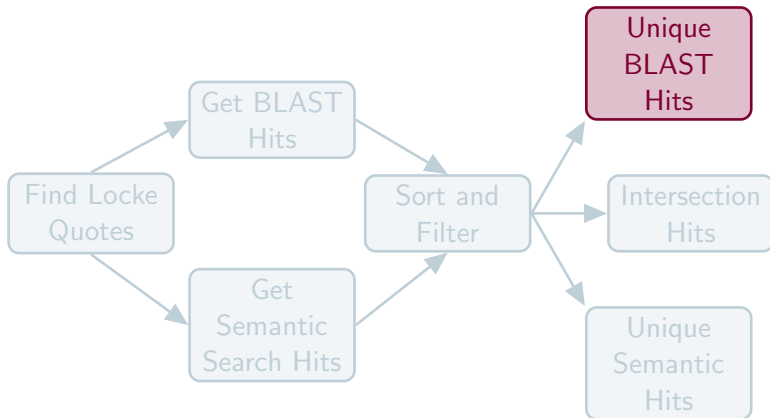 Find Locke
Quotes
Get BLAST
Hits
Get
Semantic
Search Hits
Sort and
Filter
Unique
BLAST
Hits
Intersection
Hits
Unique
Semantic
Hits